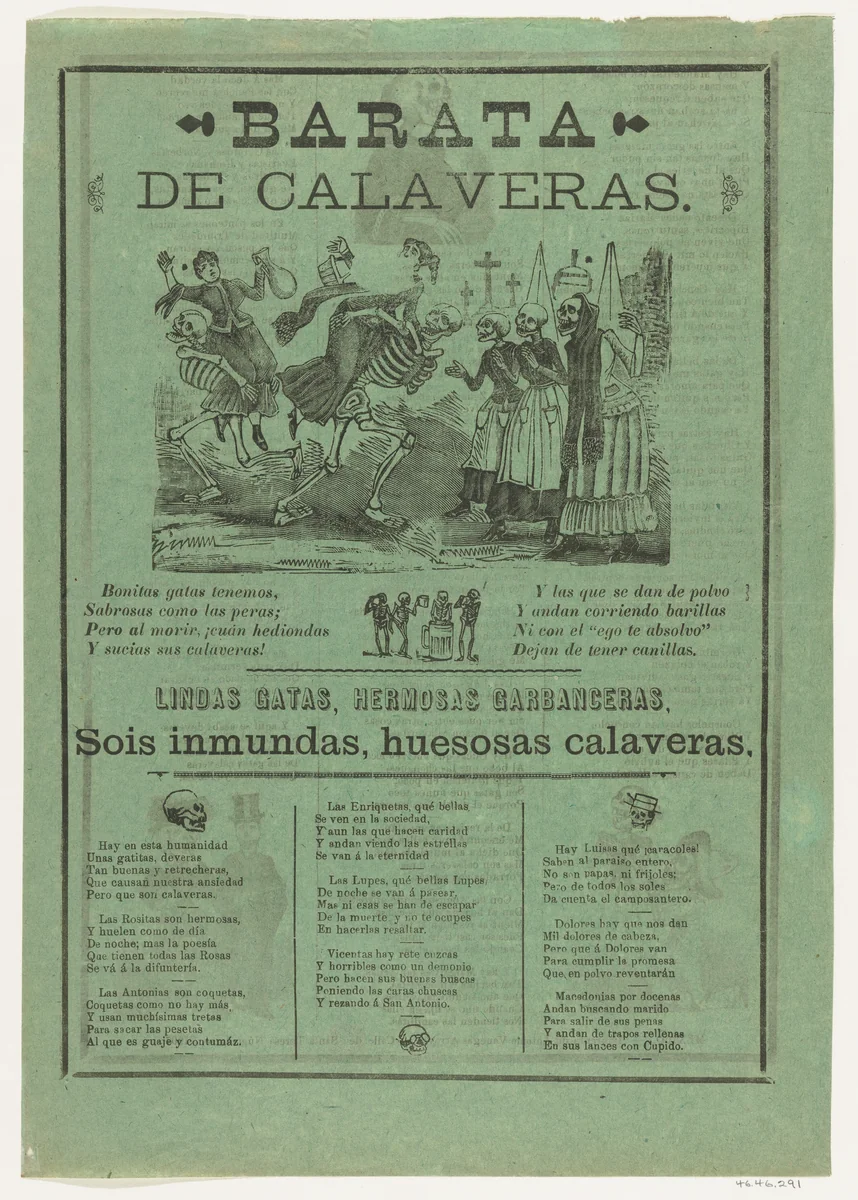 BARATA
DE CALAVERAS.
Bonitas gatas tenemos,
Sabrosas como las peras;
Pero al morir, ¡cuán hediondas
Y sucias sus calaveras!
Y las que se dan de polvo
Y andan corriendo barillas
Ni con el "ego te absolvo"
Dejan de tener canillas.
LINDAS GATAS, HERMOSAS GARBANCERAS,
Sois inmundas, huesosas calaveras,
Hay en esta humanidad
Unas gatitas, deveras
Tan buenas y retrecheras,
Que causan nuestra ansiedad
Pero que son calaveras.
Las Rositas son hermosas,
Y huelen como de día
De noche; mas la poesía
Que tienen todas las Rosas
Se vá á la difuntería.
Las Antonias son coquetas,
Coquetas como no hay más,
Y usan muchísimas tretas
Para sacar las pesetas
Al que es guaje y contumáz.
Las Enriquetas, qué bellas
Se ven en la sociedad,
Y aun las que hacen caridad
Y andan viendo las estrellas
Se van á la eternidad
Las Lupes, qué bellas Lupes,
De noche se van á pasear,
Mas ni esas se han de escapar
De la muerte y no te ocupes
En hacerlas resaltar.
Vicentas hay rete cuzcas
Y horribles como un demonio
Pero hacen sus buenas buscas
Poniendo las caras chuscas
Y rezando á San Antonio.
Hay Luisas qué ¡caracoles!
Saben al paraiso entero,
No son papas, ni frijoles;
Pero de todos los soles
Da cuenta el camposantero.
Dolores hay que nos dan
Mil dolores de cabeza,
Pero que á Dolores van
Para cumplir la promesa
Que, en polvo reventarán
Macedonias por docenas
Andan buscando marido
Para salir de sus penas
Y andan de trapos rellenas
En sus lances con Cupido.
46.46.291